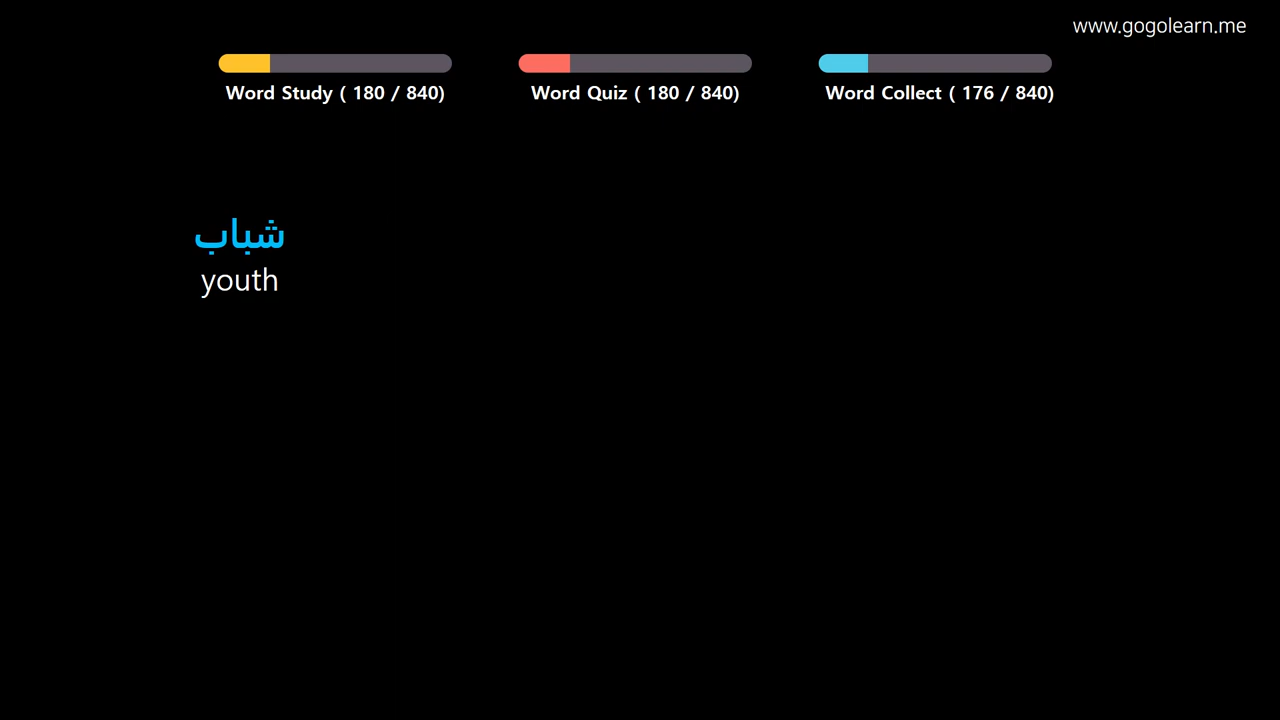 www.gogolearn.me
Word Study ( 180 / 840)
Word Quiz ( 180 / 840)
Word Collect ( 176 / 840)
شباب
youth